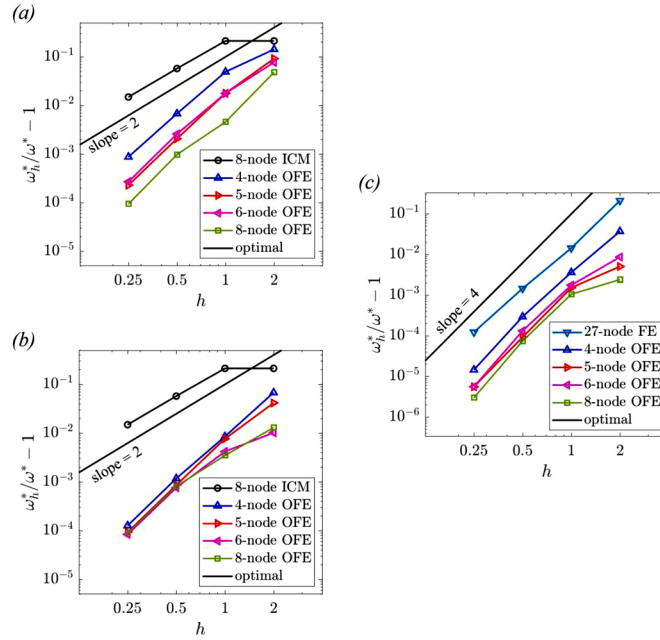 (a)
10⁻¹
10⁻²
10⁻³
10⁻⁴
10⁻⁵
ω*ₕ/ω* − 1
slope = 2
8-node ICM
4-node OFE
5-node OFE
6-node OFE
8-node OFE
optimal
0.25 0.5 1 2
h
(b)
10⁻¹
10⁻²
10⁻³
10⁻⁴
10⁻⁵
ω*ₕ/ω* − 1
slope = 2
8-node ICM
4-node OFE
5-node OFE
6-node OFE
8-node OFE
optimal
0.25 0.5 1 2
h
(c)
10⁻¹
10⁻²
10⁻³
10⁻⁴
10⁻⁵
10⁻⁶
ω*ₕ/ω* − 1
slope = 4
27-node FE
4-node OFE
5-node OFE
6-node OFE
8-node OFE
optimal
0.25 0.5 1 2
h